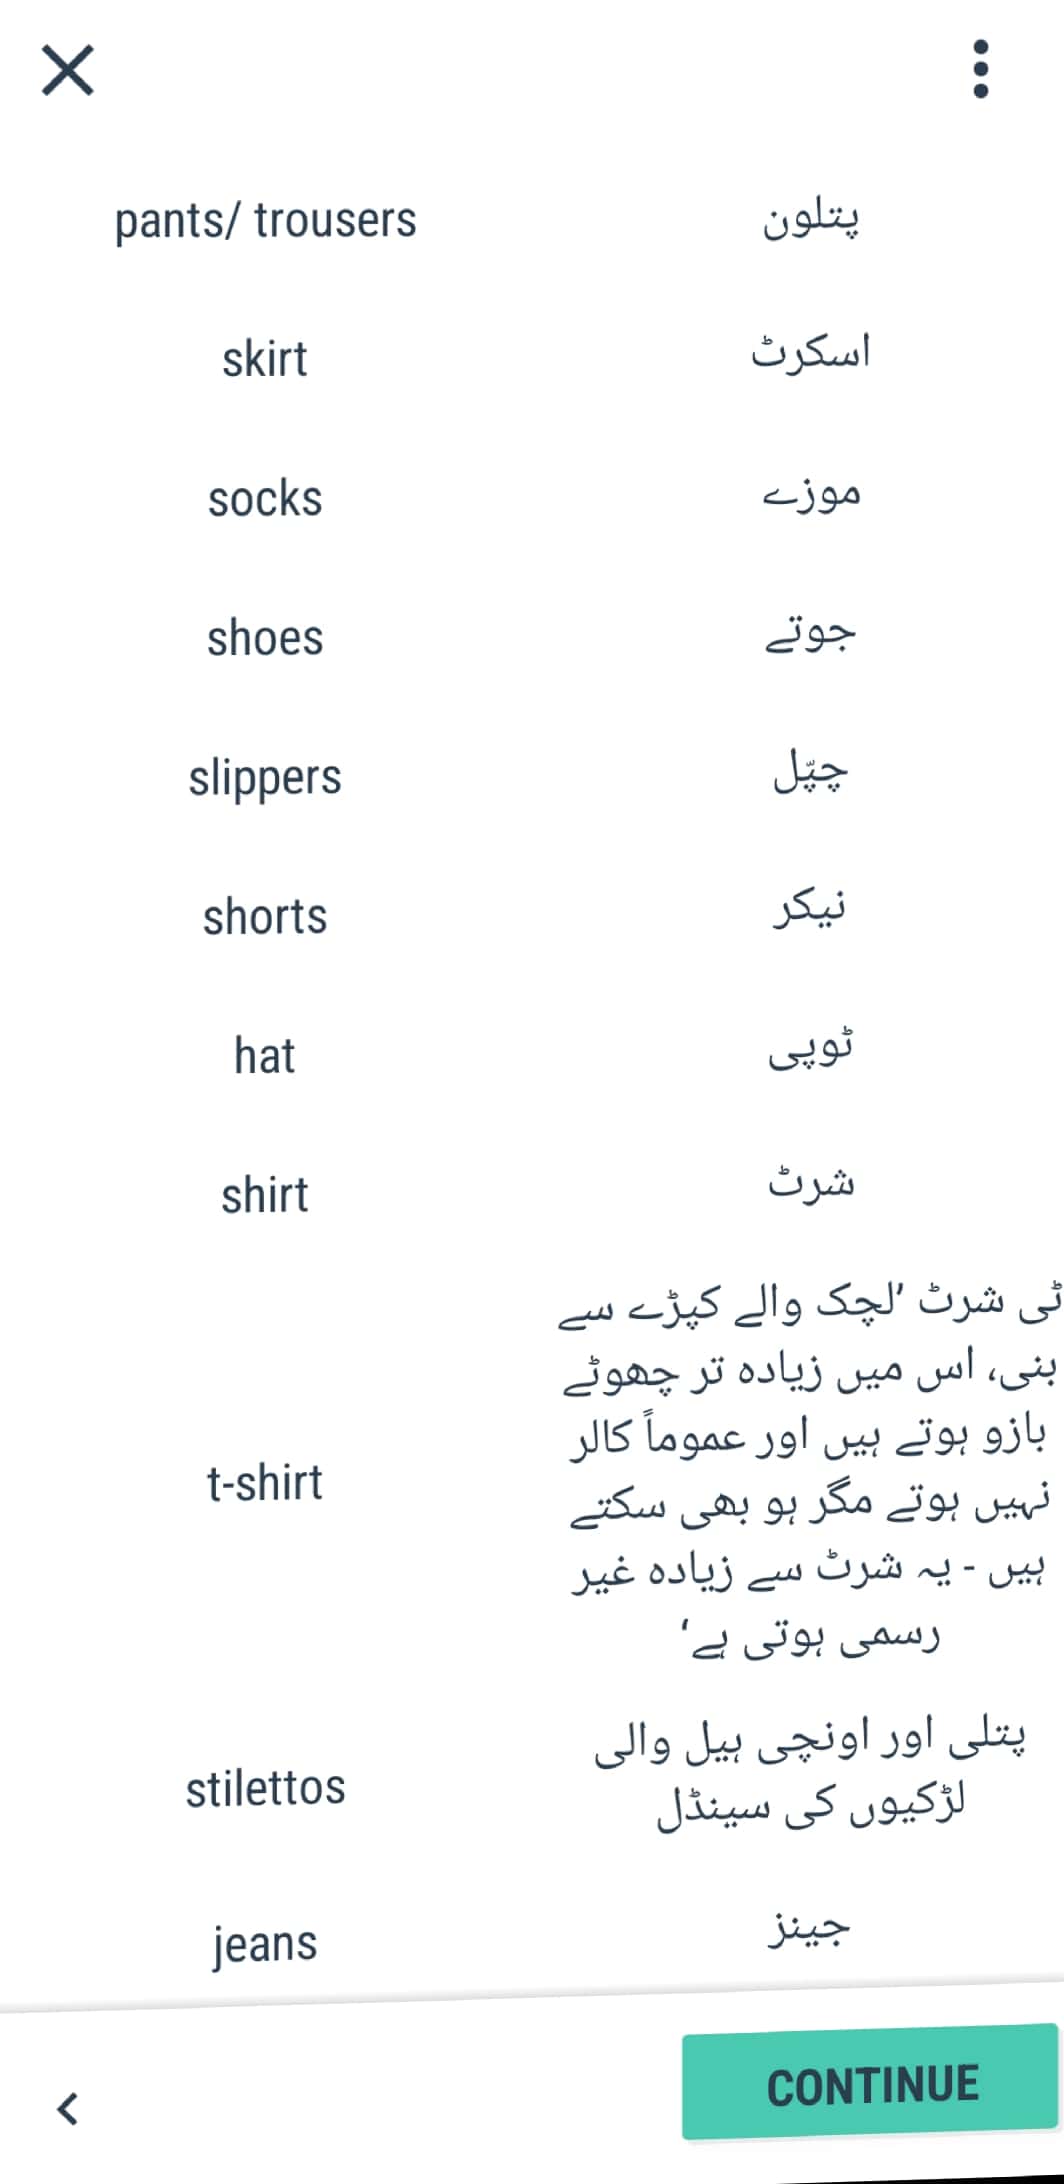 pants/ trousers پتلون
skirt اسکرٹ
socks موزے
shoes جوتے
slippers چپّل
shorts نیکر
hat ٹوپی
shirt شرٹ
t-shirt
ٹی شرٹ ’لچک والے کپڑے سے
بنی، اس میں زیادہ تر چھوٹے
بازو ہوتے ہیں اور عموماً کالر
نہیں ہوتے مگر ہو بھی سکتے
ہیں - یہ شرٹ سے زیادہ غیر
رسمی ہوتی ہے‘
stilettos
پتلی اور اونچی ہیل والی
لڑکیوں کی سینڈل
jeans جینز
CONTINUE